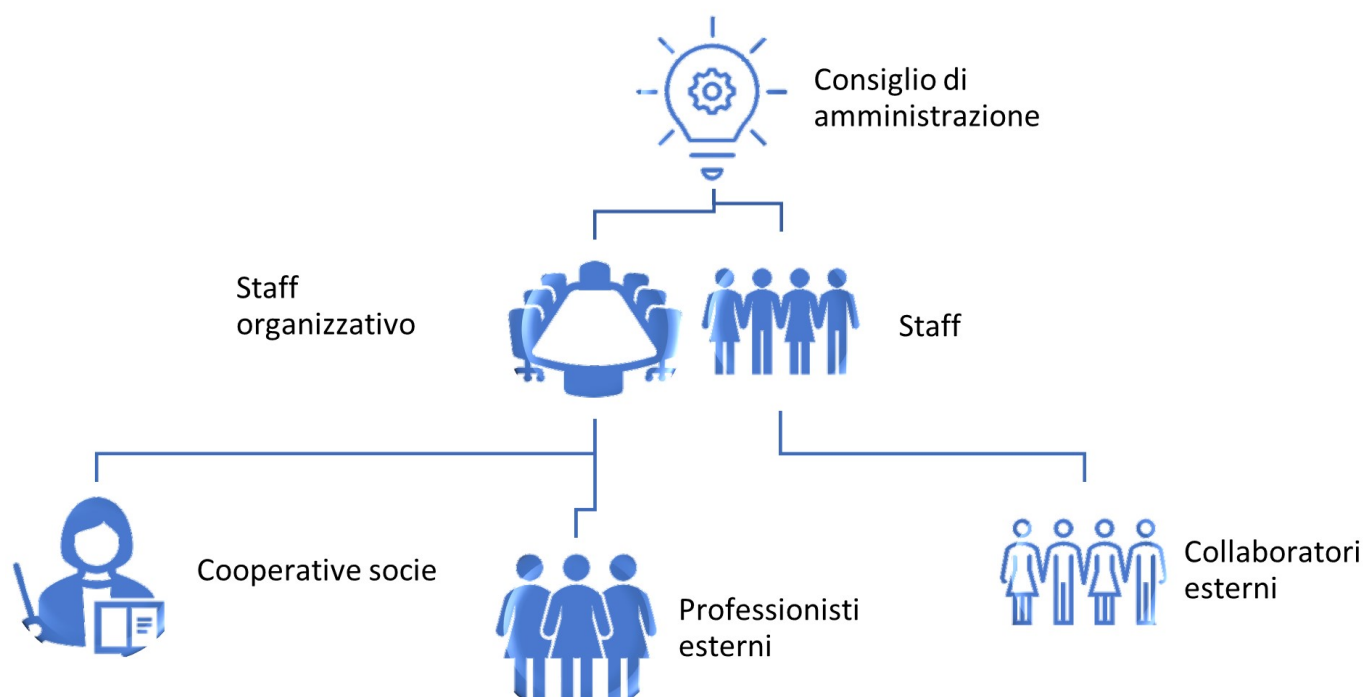 Consiglio di
amministrazione
Staff
organizzativo
Staff
Cooperative socie
Professionisti
esterni
Collaboratori
esterni